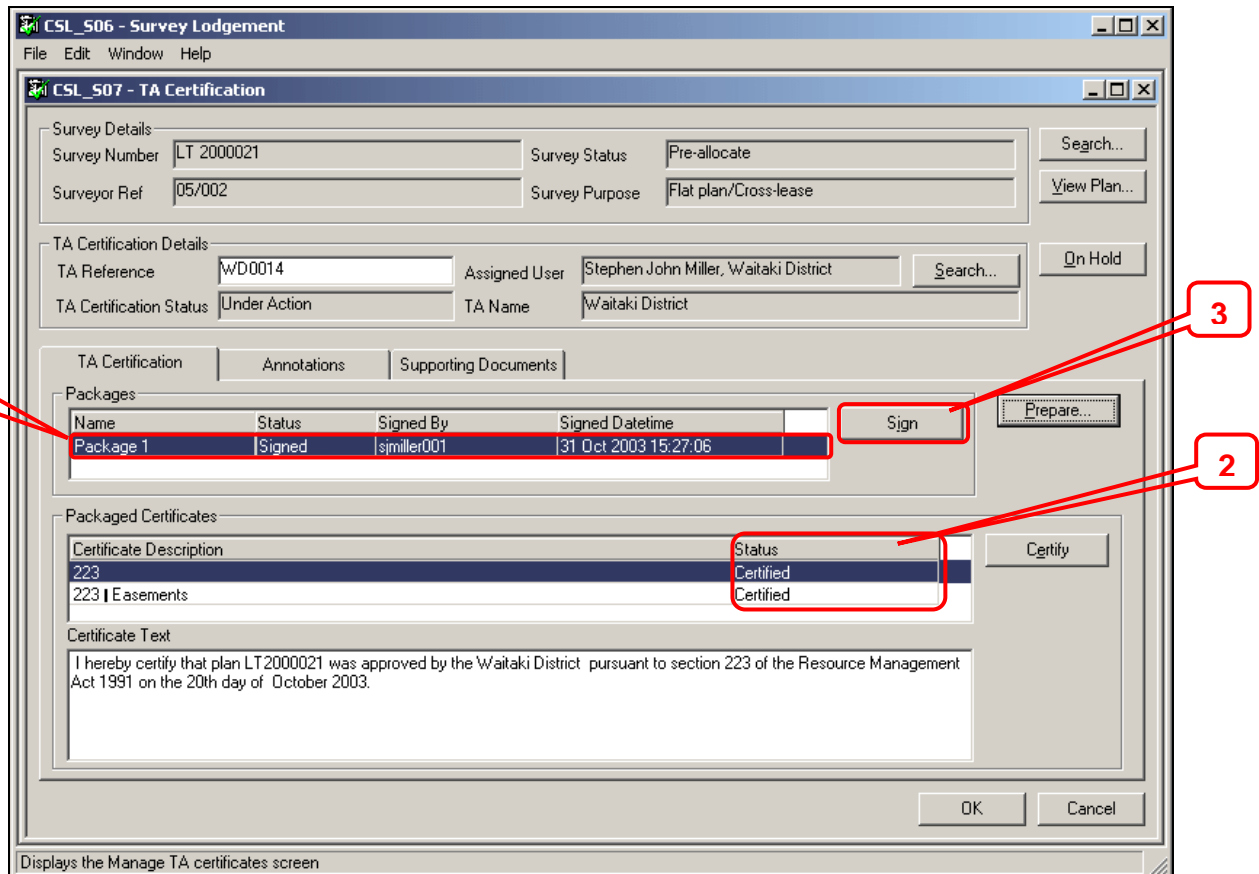 CSL_S06 - Survey Lodgement
File Edit Window Help
CSL_S07 - TA Certification
Survey Details
Survey Number LT 2000021 Survey Status Pre-allocate Search...
Surveyor Ref 05/002 Survey Purpose Flat plan/Cross-lease View Plan...
TA Certification Details
TA Reference WD0014 Assigned User Stephen John Miller, Waitaki District Search... On Hold
TA Certification Status Under Action TA Name Waitaki District
3
TA Certification Annotations Supporting Documents
Packages
Name Status Signed By Signed Datetime Sign Prepare...
Package 1 Signed sjmiller001 31 Oct 2003 15:27:06
2
Packaged Certificates
Certificate Description Status Certify
223 Certified
223 | Easements Certified
Certificate Text
I hereby certify that plan LT2000021 was approved by the Waitaki District pursuant to section 223 of the Resource Management
Act 1991 on the 20th day of October 2003.
OK Cancel
Displays the Manage TA certificates screen